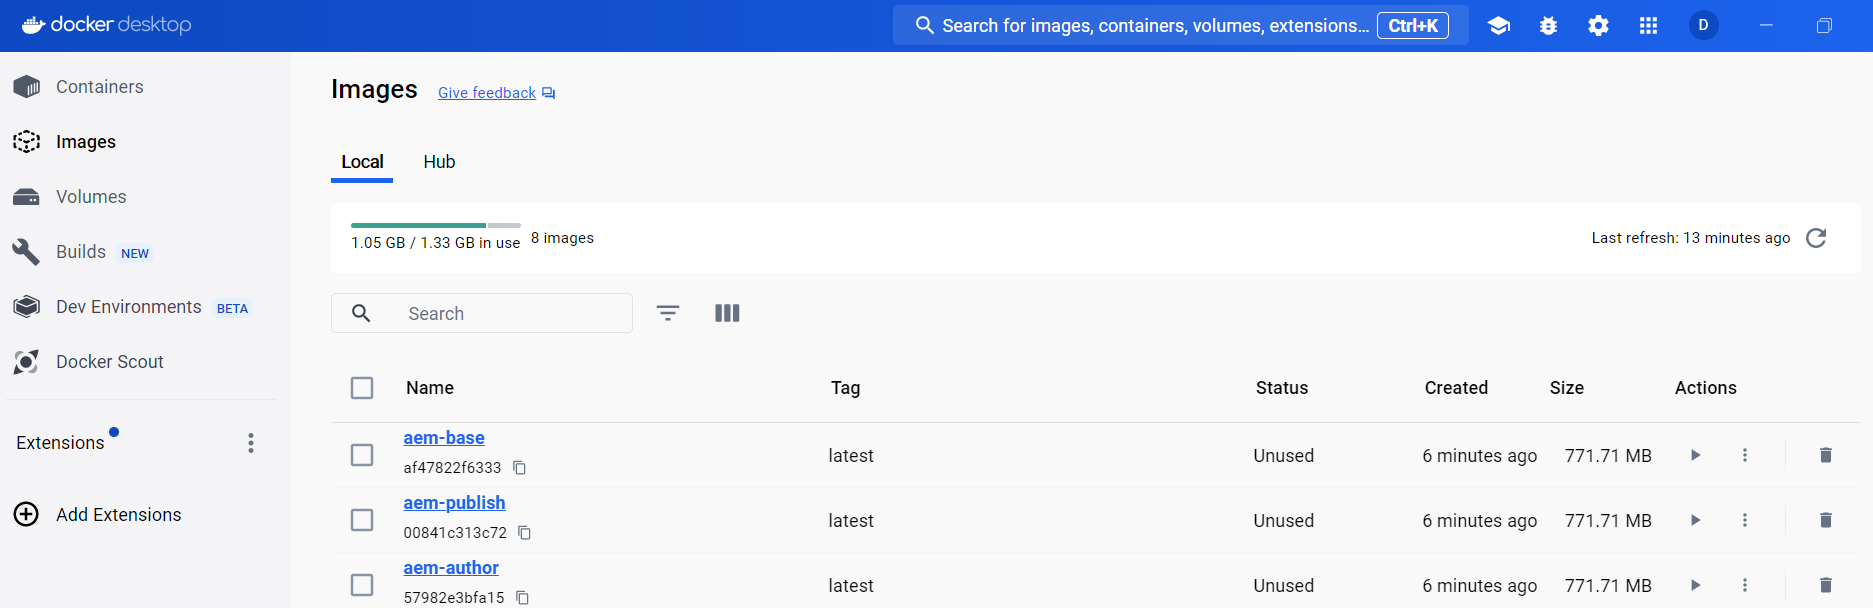 docker desktop
Search for images, containers, volumes, extensions... Ctrl+K
D
Containers
Images
Volumes
Builds NEW
Dev Environments BETA
Docker Scout
Extensions
Add Extensions
Images Give feedback
Local Hub
1.05 GB / 1.33 GB in use 8 images
Last refresh: 13 minutes ago
Search
Name Tag Status Created Size Actions
aem-base
af47822f6333
latest Unused 6 minutes ago 771.71 MB
aem-publish
00841c313c72
latest Unused 6 minutes ago 771.71 MB
aem-author
57982e3bfa15
latest Unused 6 minutes ago 771.71 MB